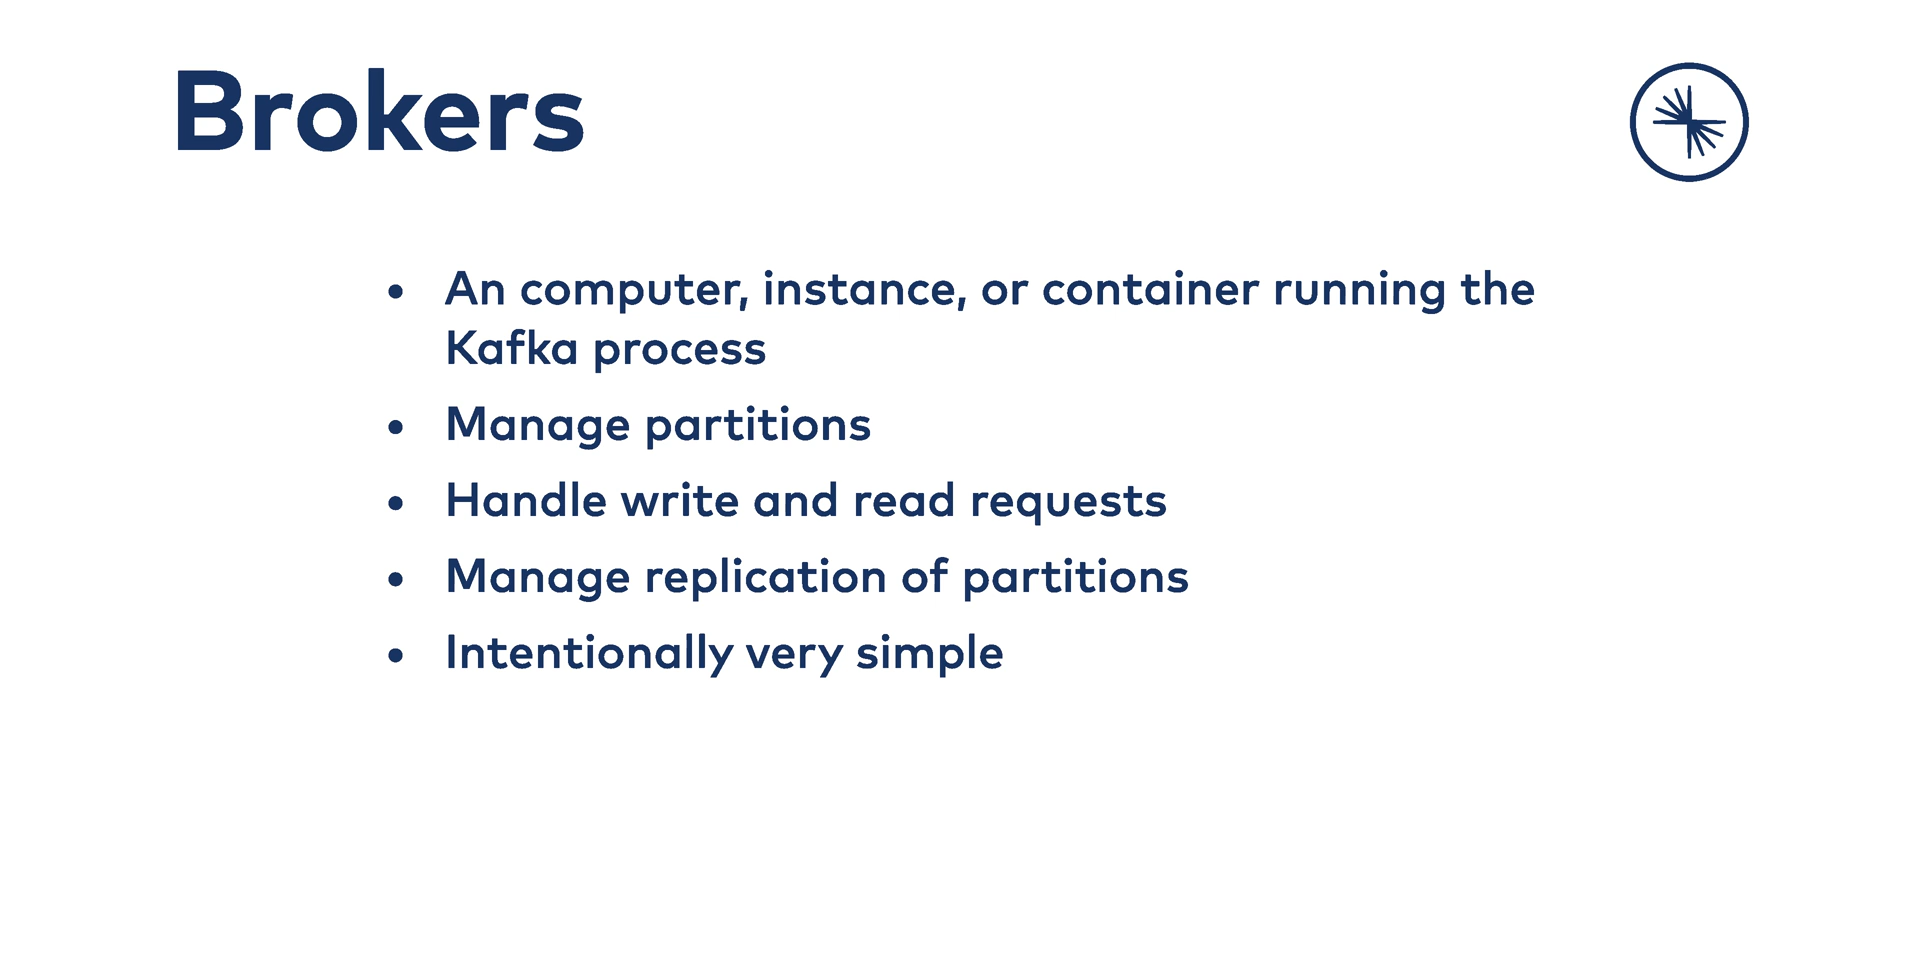 Brokers
• An computer, instance, or container running the
Kafka process
• Manage partitions
• Handle write and read requests
• Manage replication of partitions
• Intentionally very simple